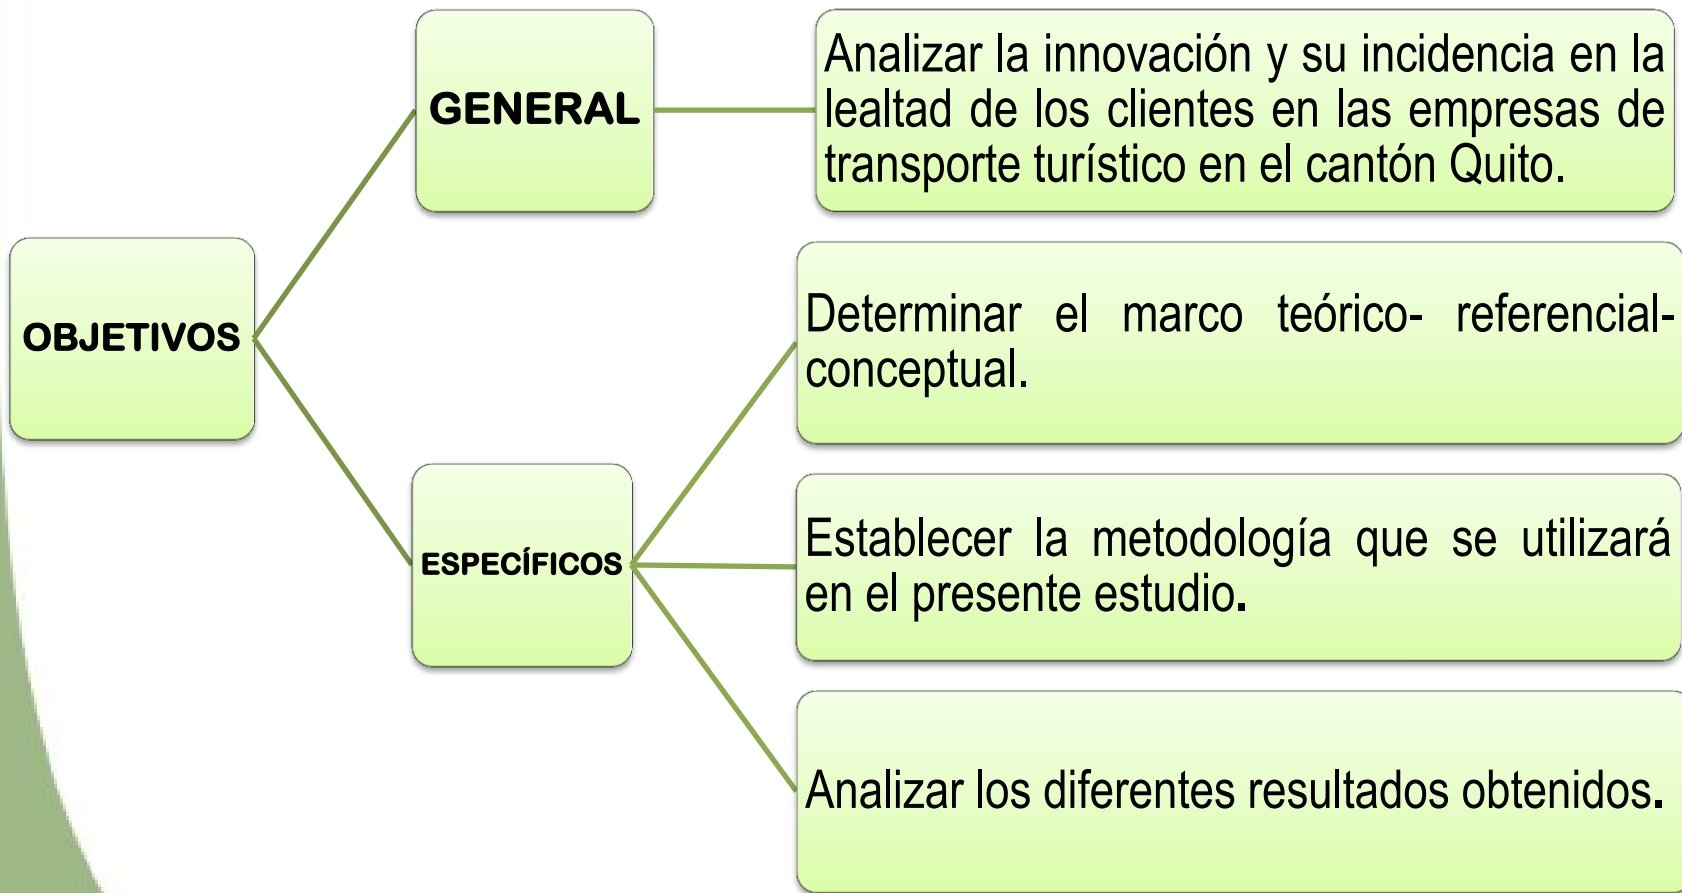 OBJETIVOS
GENERAL
Analizar la innovación y su incidencia en la
lealtad de los clientes en las empresas de
transporte turístico en el cantón Quito.
ESPECÍFICOS
Determinar el marco teórico- referencial-
conceptual.
Establecer la metodología que se utilizará
en el presente estudio.
Analizar los diferentes resultados obtenidos.